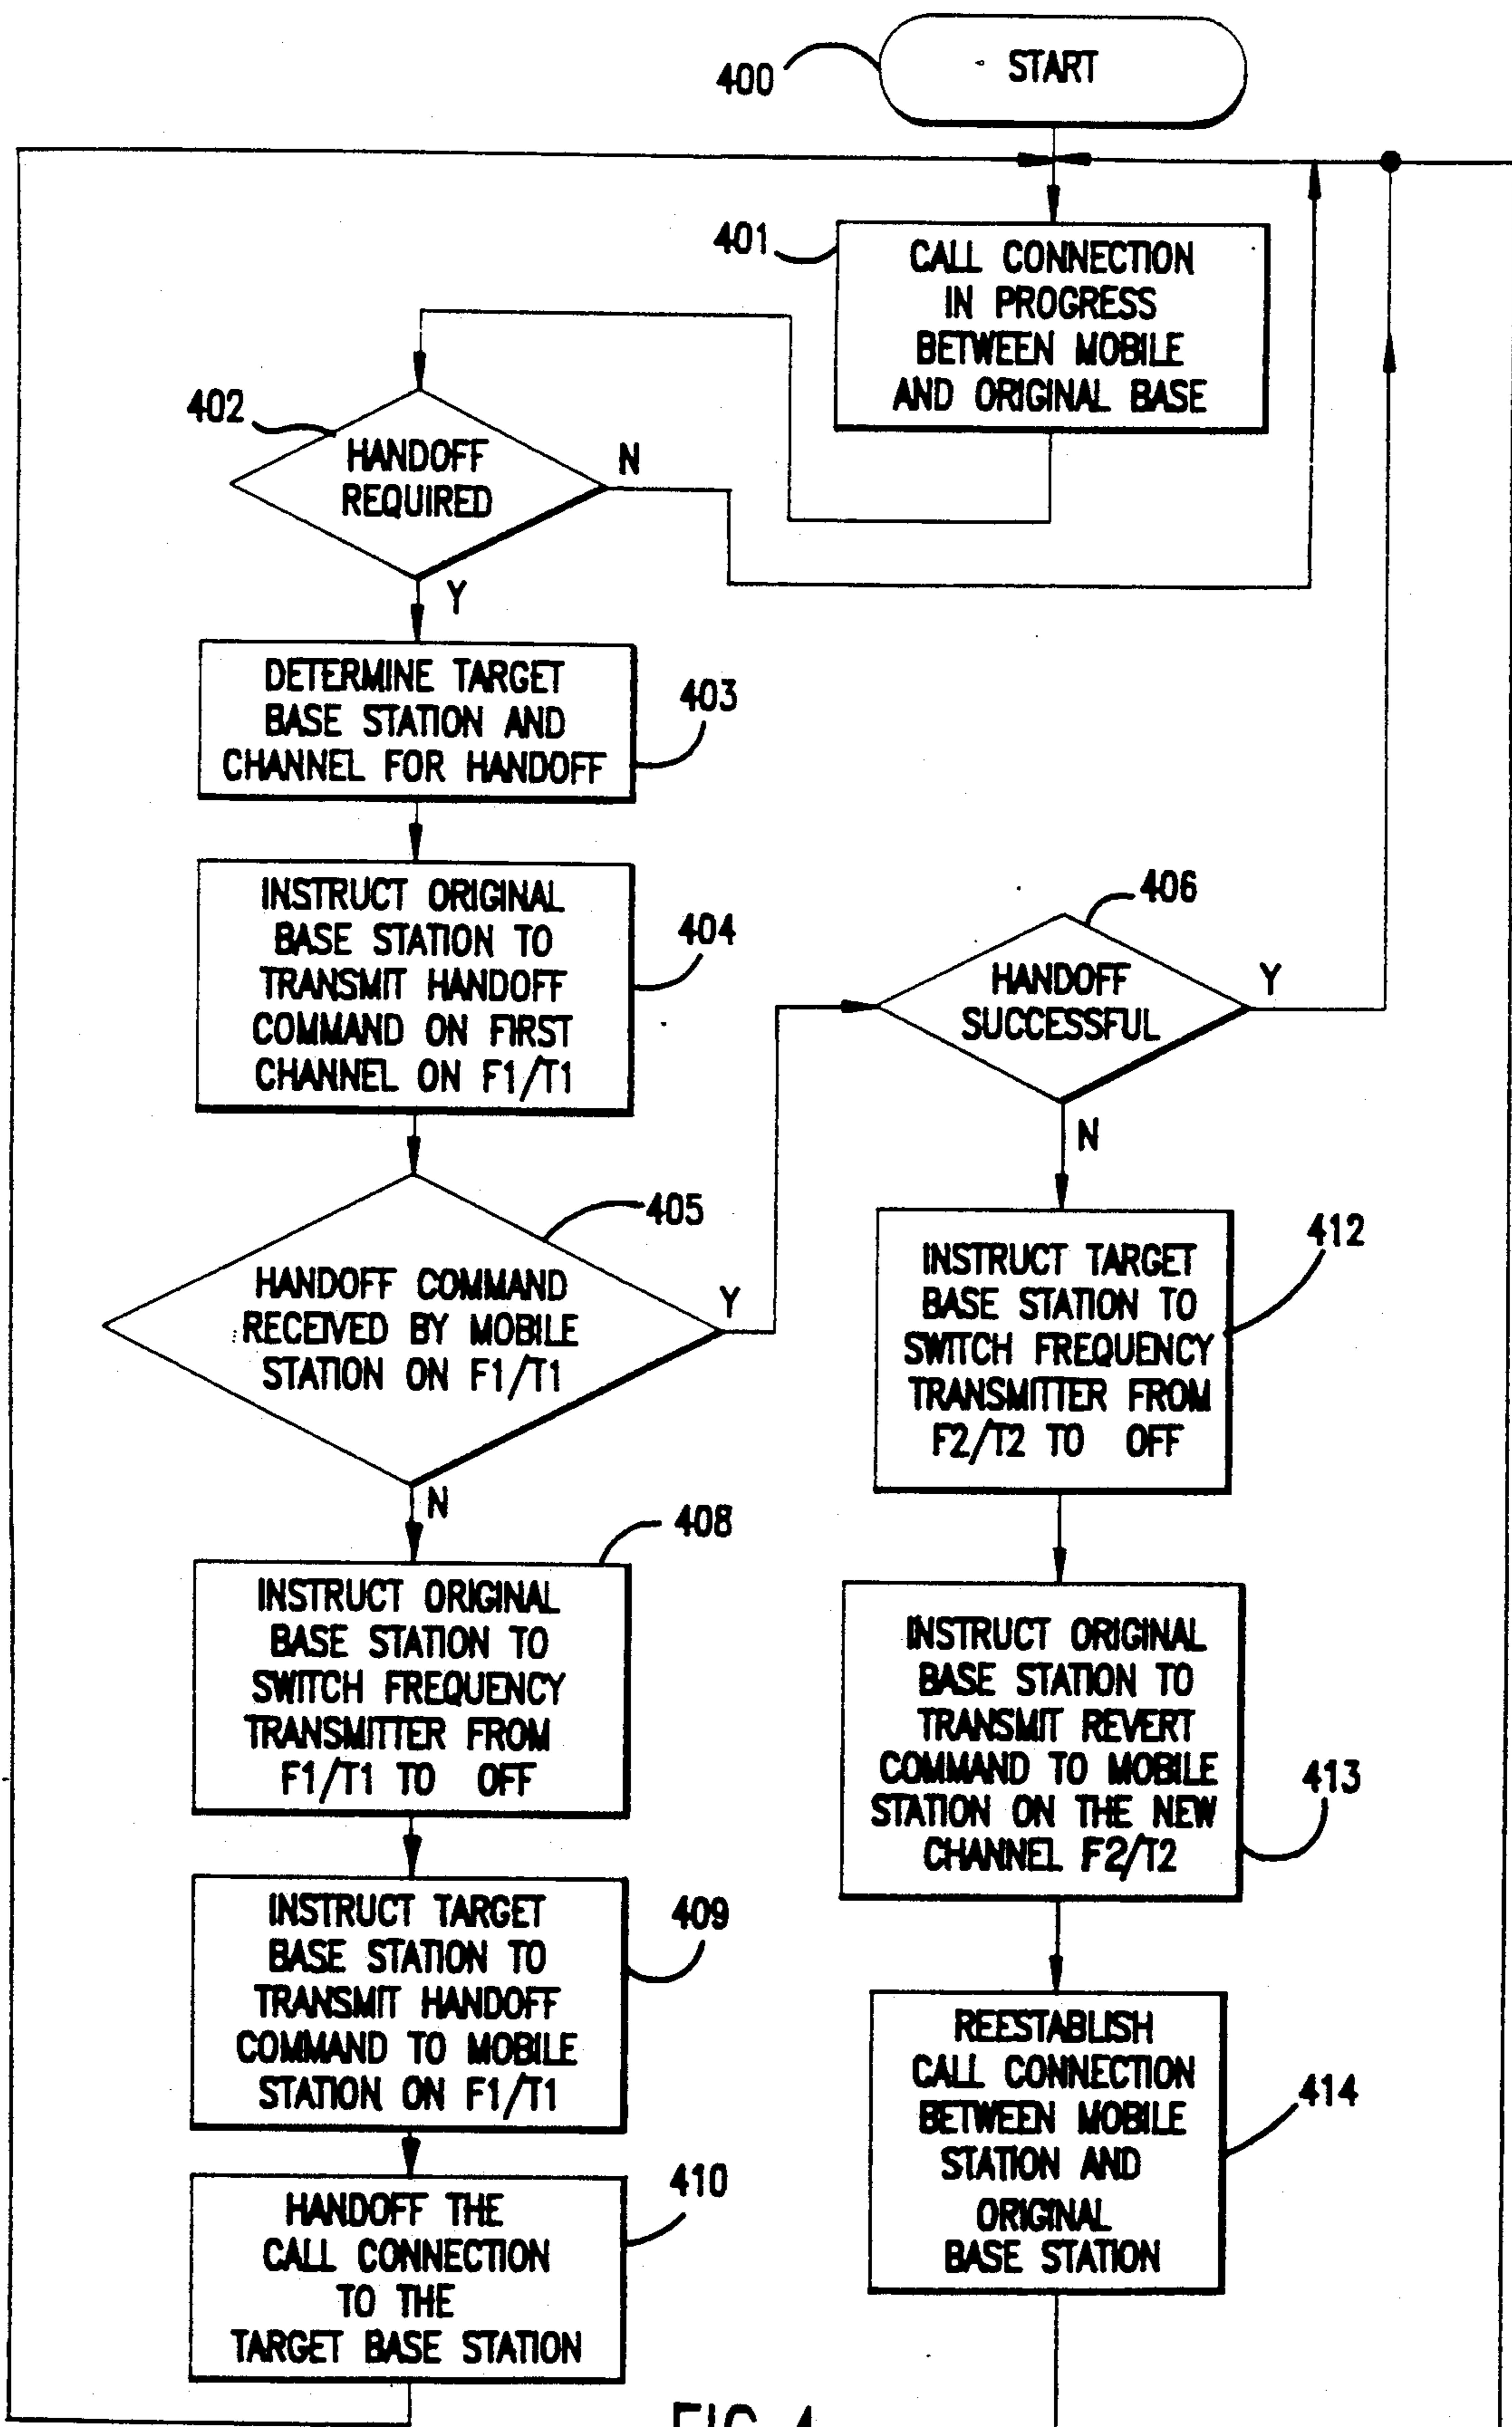 400
START
401
CALL CONNECTION
IN PROGRESS
BETWEEN MOBILE
AND ORIGINAL BASE
402
HANDOFF
REQUIRED
N
Y
DETERMINE TARGET
BASE STATION AND
CHANNEL FOR HANDOFF
403
INSTRUCT ORIGINAL
BASE STATION TO
TRANSMIT HANDOFF
COMMAND ON FIRST
CHANNEL ON F1/T1
404
HANDOFF COMMAND
RECEIVED BY MOBILE
STATION ON F1/T1
405
Y
N
406
HANDOFF
SUCCESSFUL
Y
N
408
INSTRUCT ORIGINAL
BASE STATION TO
SWITCH FREQUENCY
TRANSMITTER FROM
F1/T1 TO OFF
INSTRUCT TARGET
BASE STATION TO
TRANSMIT HANDOFF
COMMAND TO MOBILE
STATION ON F1/T1
409
HANDOFF THE
CALL CONNECTION
TO THE
TARGET BASE STATION
410
INSTRUCT TARGET
BASE STATION TO
SWITCH FREQUENCY
TRANSMITTER FROM
F2/T2 TO OFF
412
INSTRUCT ORIGINAL
BASE STATION TO
TRANSMIT REVERT
COMMAND TO MOBILE
STATION ON THE NEW
CHANNEL F2/T2
413
REESTABLISH
CALL CONNECTION
BETWEEN MOBILE
STATION AND
ORIGINAL
BASE STATION
414
FIG. 4